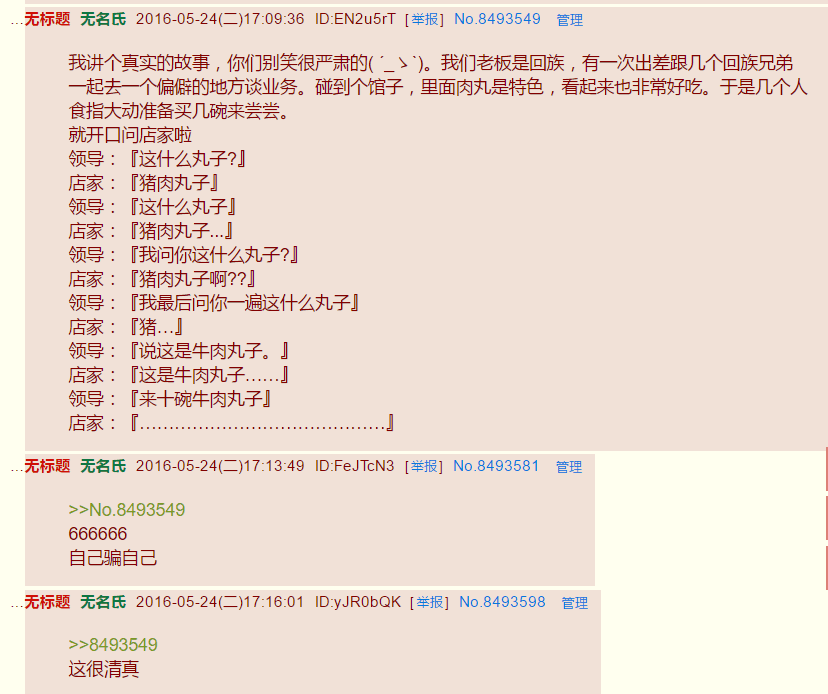 …无标题 无名氏 2016-05-24(二)17:09:36 ID:EN2u5rT [举报] No.8493549 管理
我讲个真实的故事，你们别笑很严肃的( ´_ゝ`)。我们老板是回族，有一次出差跟几个回族兄弟
一起去一个偏僻的地方谈业务。碰到个馆子，里面肉丸是特色，看起来也非常好吃。于是几个人
食指大动准备买几碗来尝尝。
就开口问店家啦
领导：『这什么丸子?』
店家：『猪肉丸子』
领导：『这什么丸子』
店家：『猪肉丸子...』
领导：『我问你这什么丸子?』
店家：『猪肉丸子啊??』
领导：『我最后问你一遍这什么丸子』
店家：『猪…』
领导：『说这是牛肉丸子。』
店家：『这是牛肉丸子……』
领导：『来十碗牛肉丸子』
店家：『……………………………………』
…无标题 无名氏 2016-05-24(二)17:13:49 ID:FeJTcN3 [举报] No.8493581 管理
>>No.8493549
666666
自己骗自己
…无标题 无名氏 2016-05-24(二)17:16:01 ID:yJR0bQK [举报] No.8493598 管理
>>8493549
这很清真